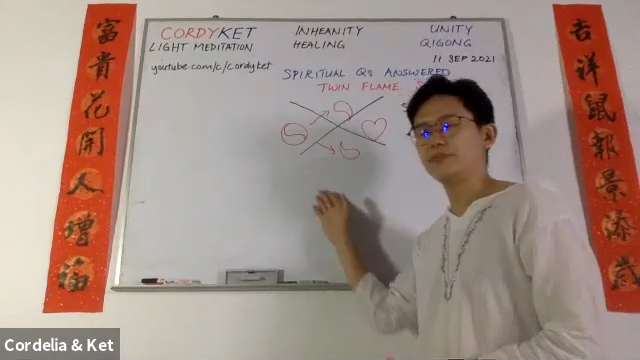 富貴花開人增福
CORDYKET
LIGHT MEDITATION
youtube.com/c/cordyket
INHEANITY
HEALING
UNITY
QIGONG
11 SEP 2021
SPIRITUAL Qs ANSWERED
TWIN FLAME
吉祥鼠報景添歲
Cordelia & Ket